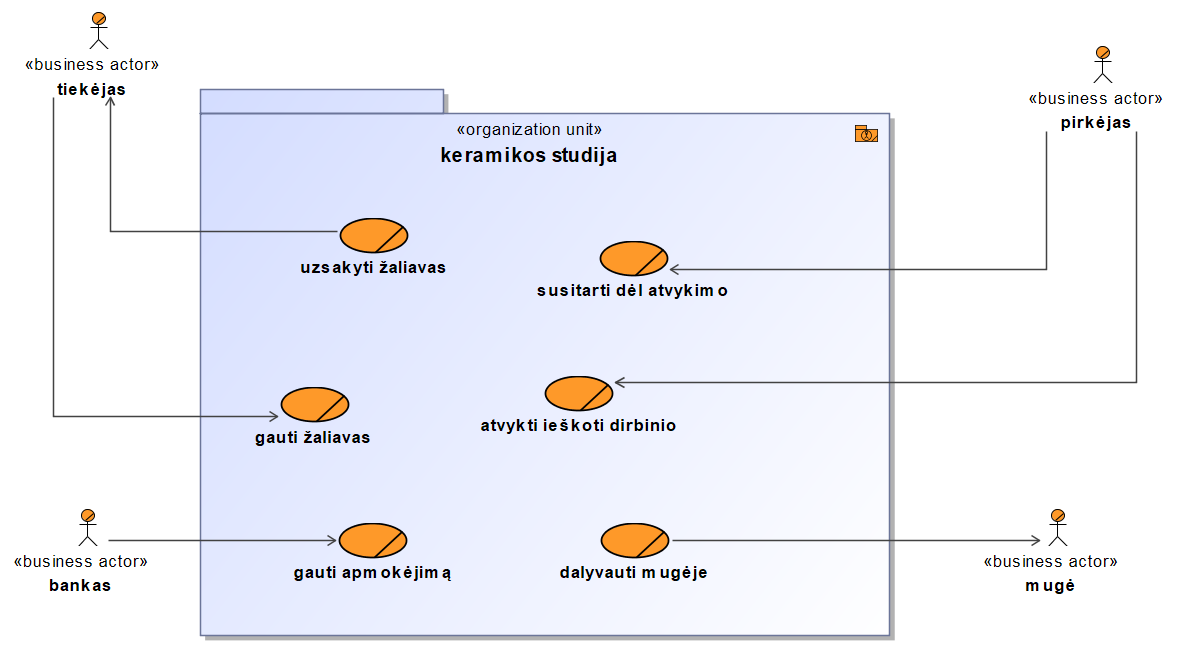 «business actor»
tiekėjas
«business actor»
pirkėjas
«organization unit»
keramikos studija
uzsakyti žaliavas
susitarti dėl atvykimo
gauti žaliavas
atvykti ieškoti dirbinio
«business actor»
bankas
gauti apmokėjimą
dalyvauti mugėje
«business actor»
mugė